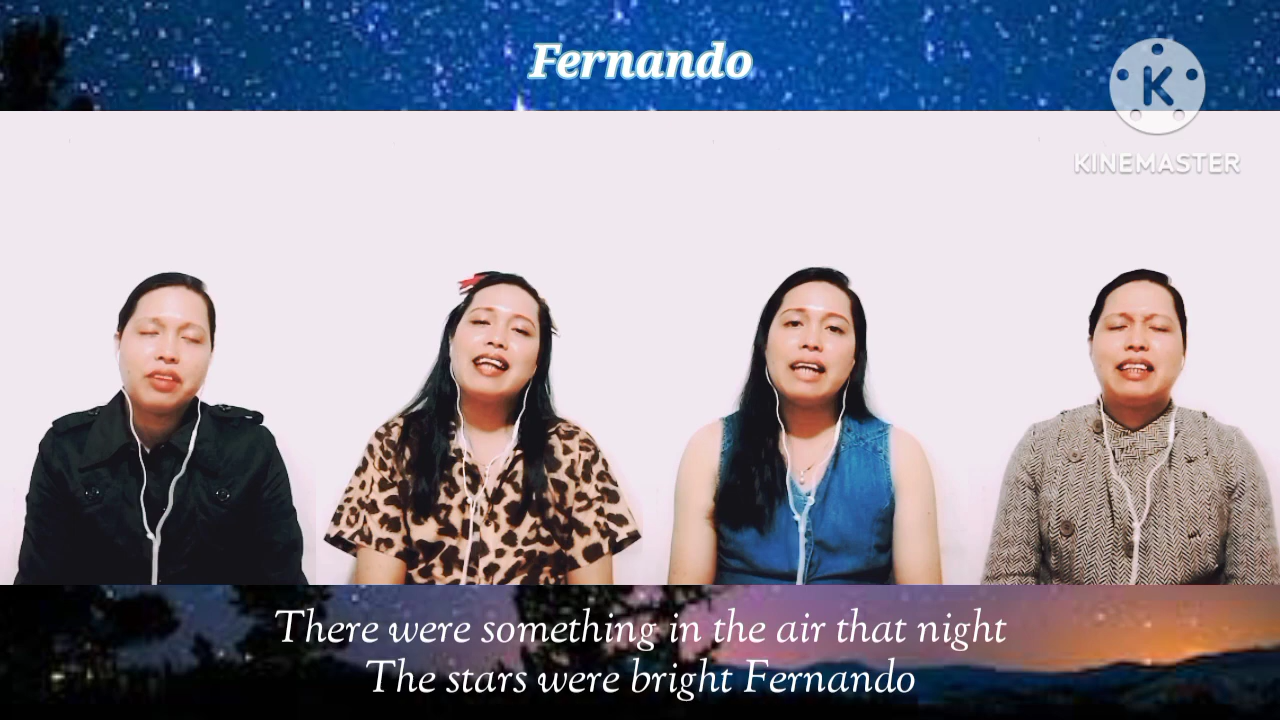 Fernando
K
KINEMASTER
There were something in the air that night
The stars were bright Fernando